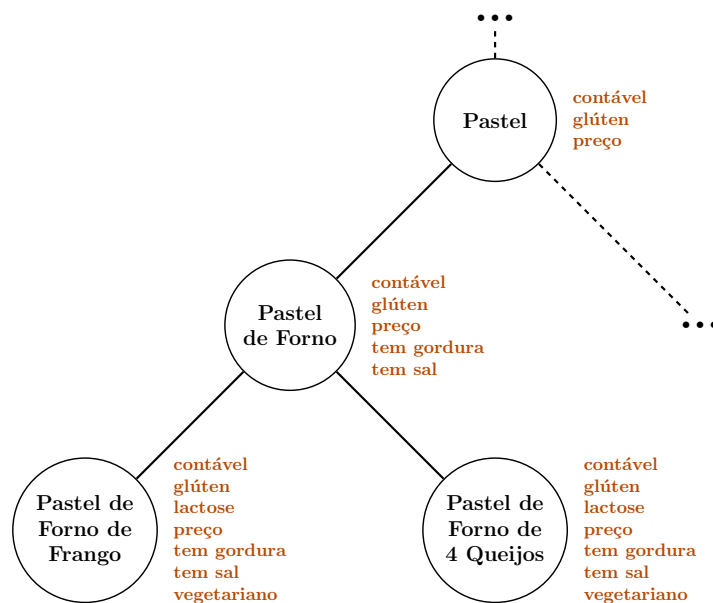 ...
Pastel
contável
glúten
preço
...
Pastel
de Forno
contável
glúten
preço
tem gordura
tem sal
Pastel de
Forno de
Frango
contável
glúten
lactose
preço
tem gordura
tem sal
vegetariano
Pastel de
Forno de
4 Queijos
contável
glúten
lactose
preço
tem gordura
tem sal
vegetariano